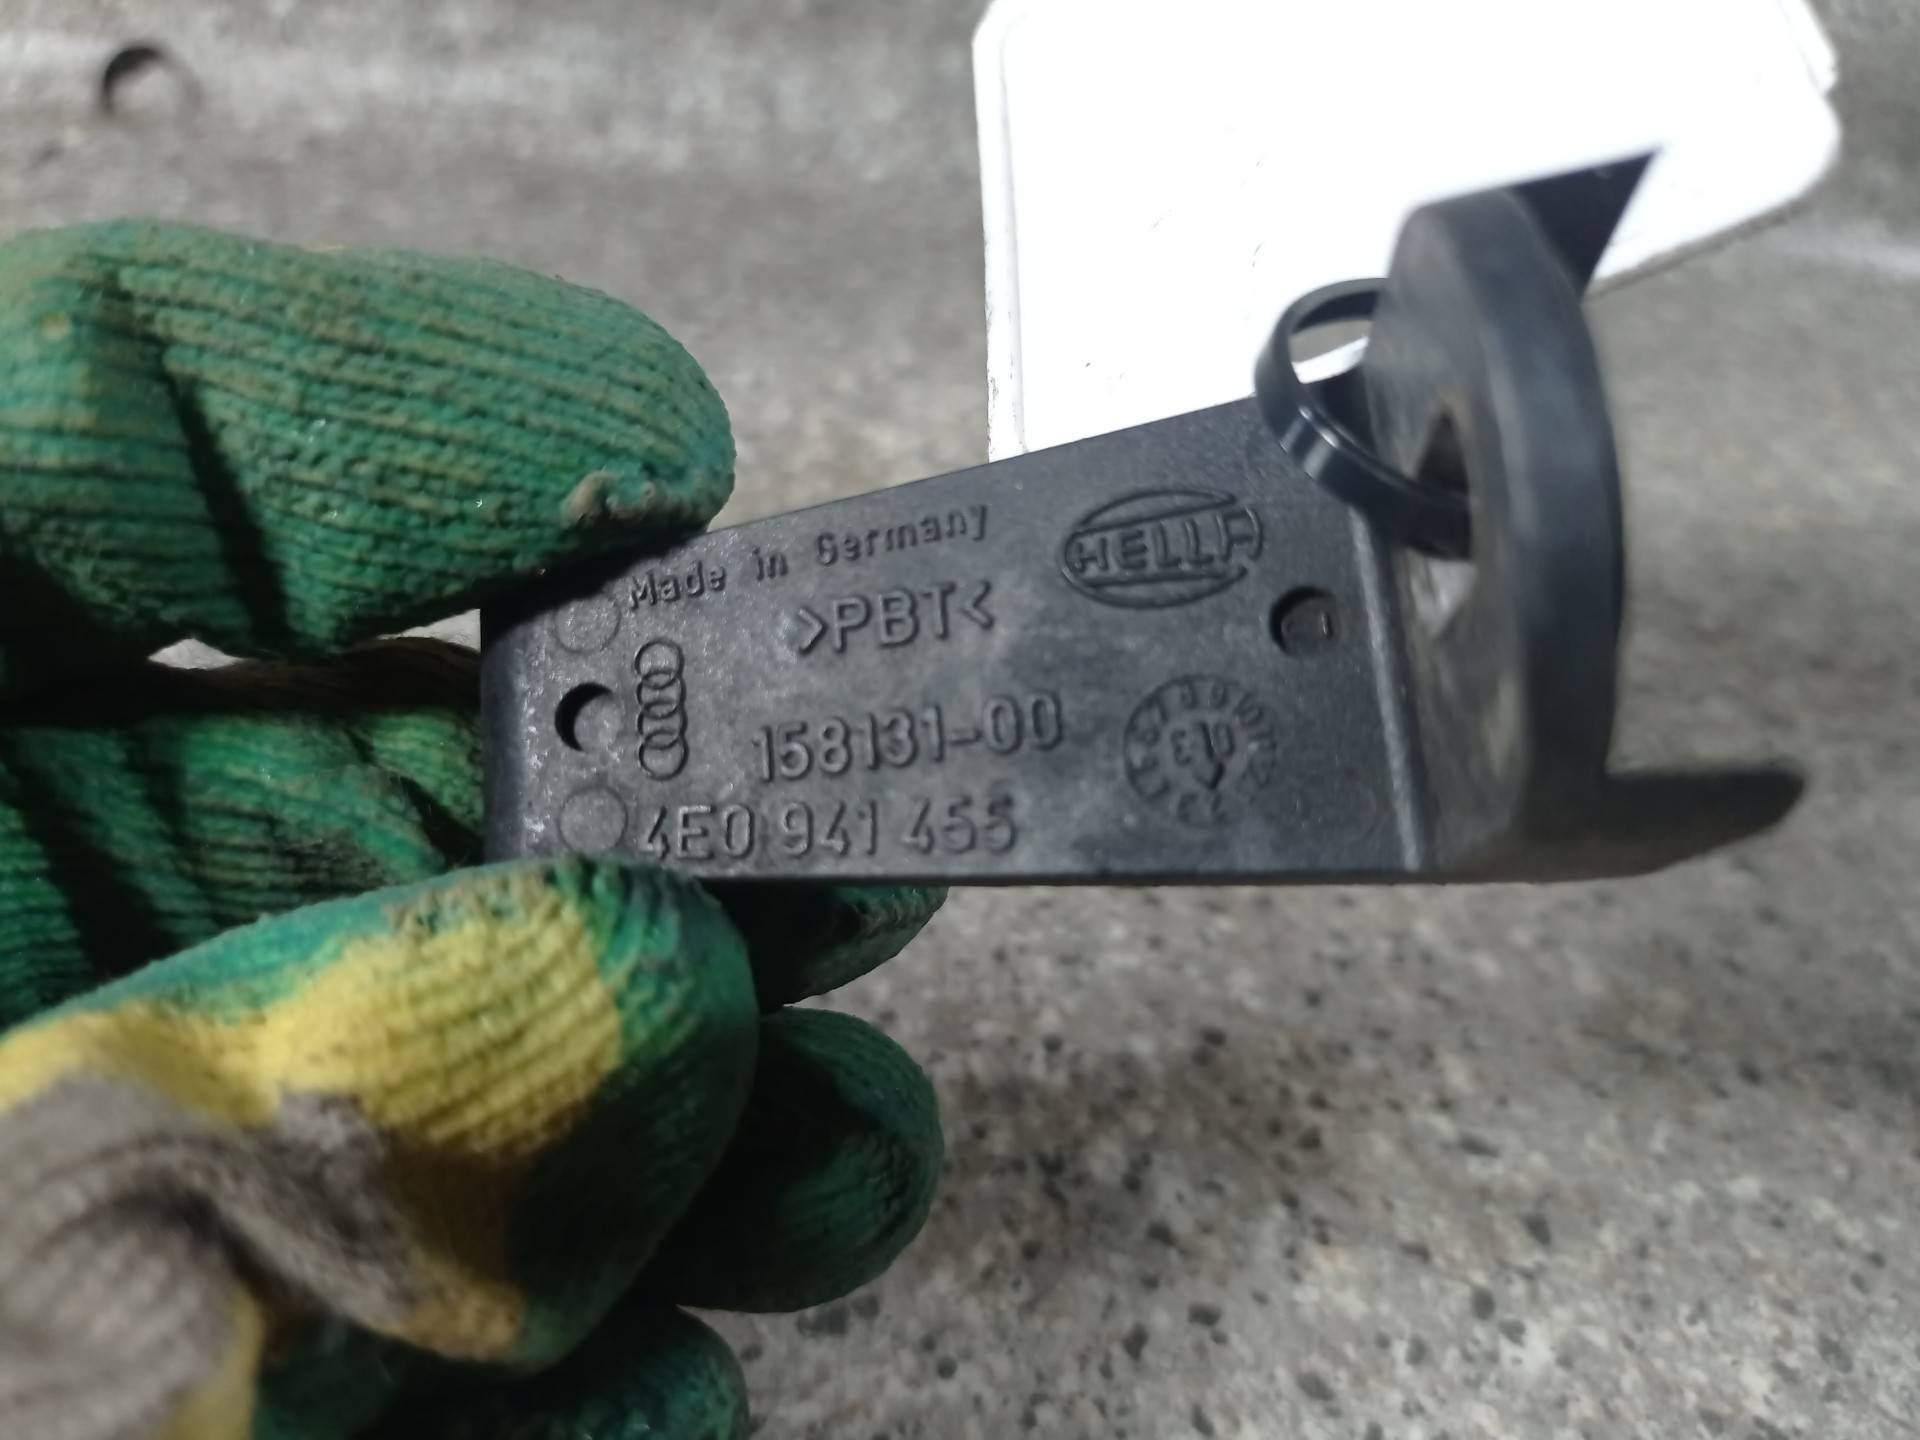 Made in Germany
HELLA
>PBT<
158131-00
4E0 941 455